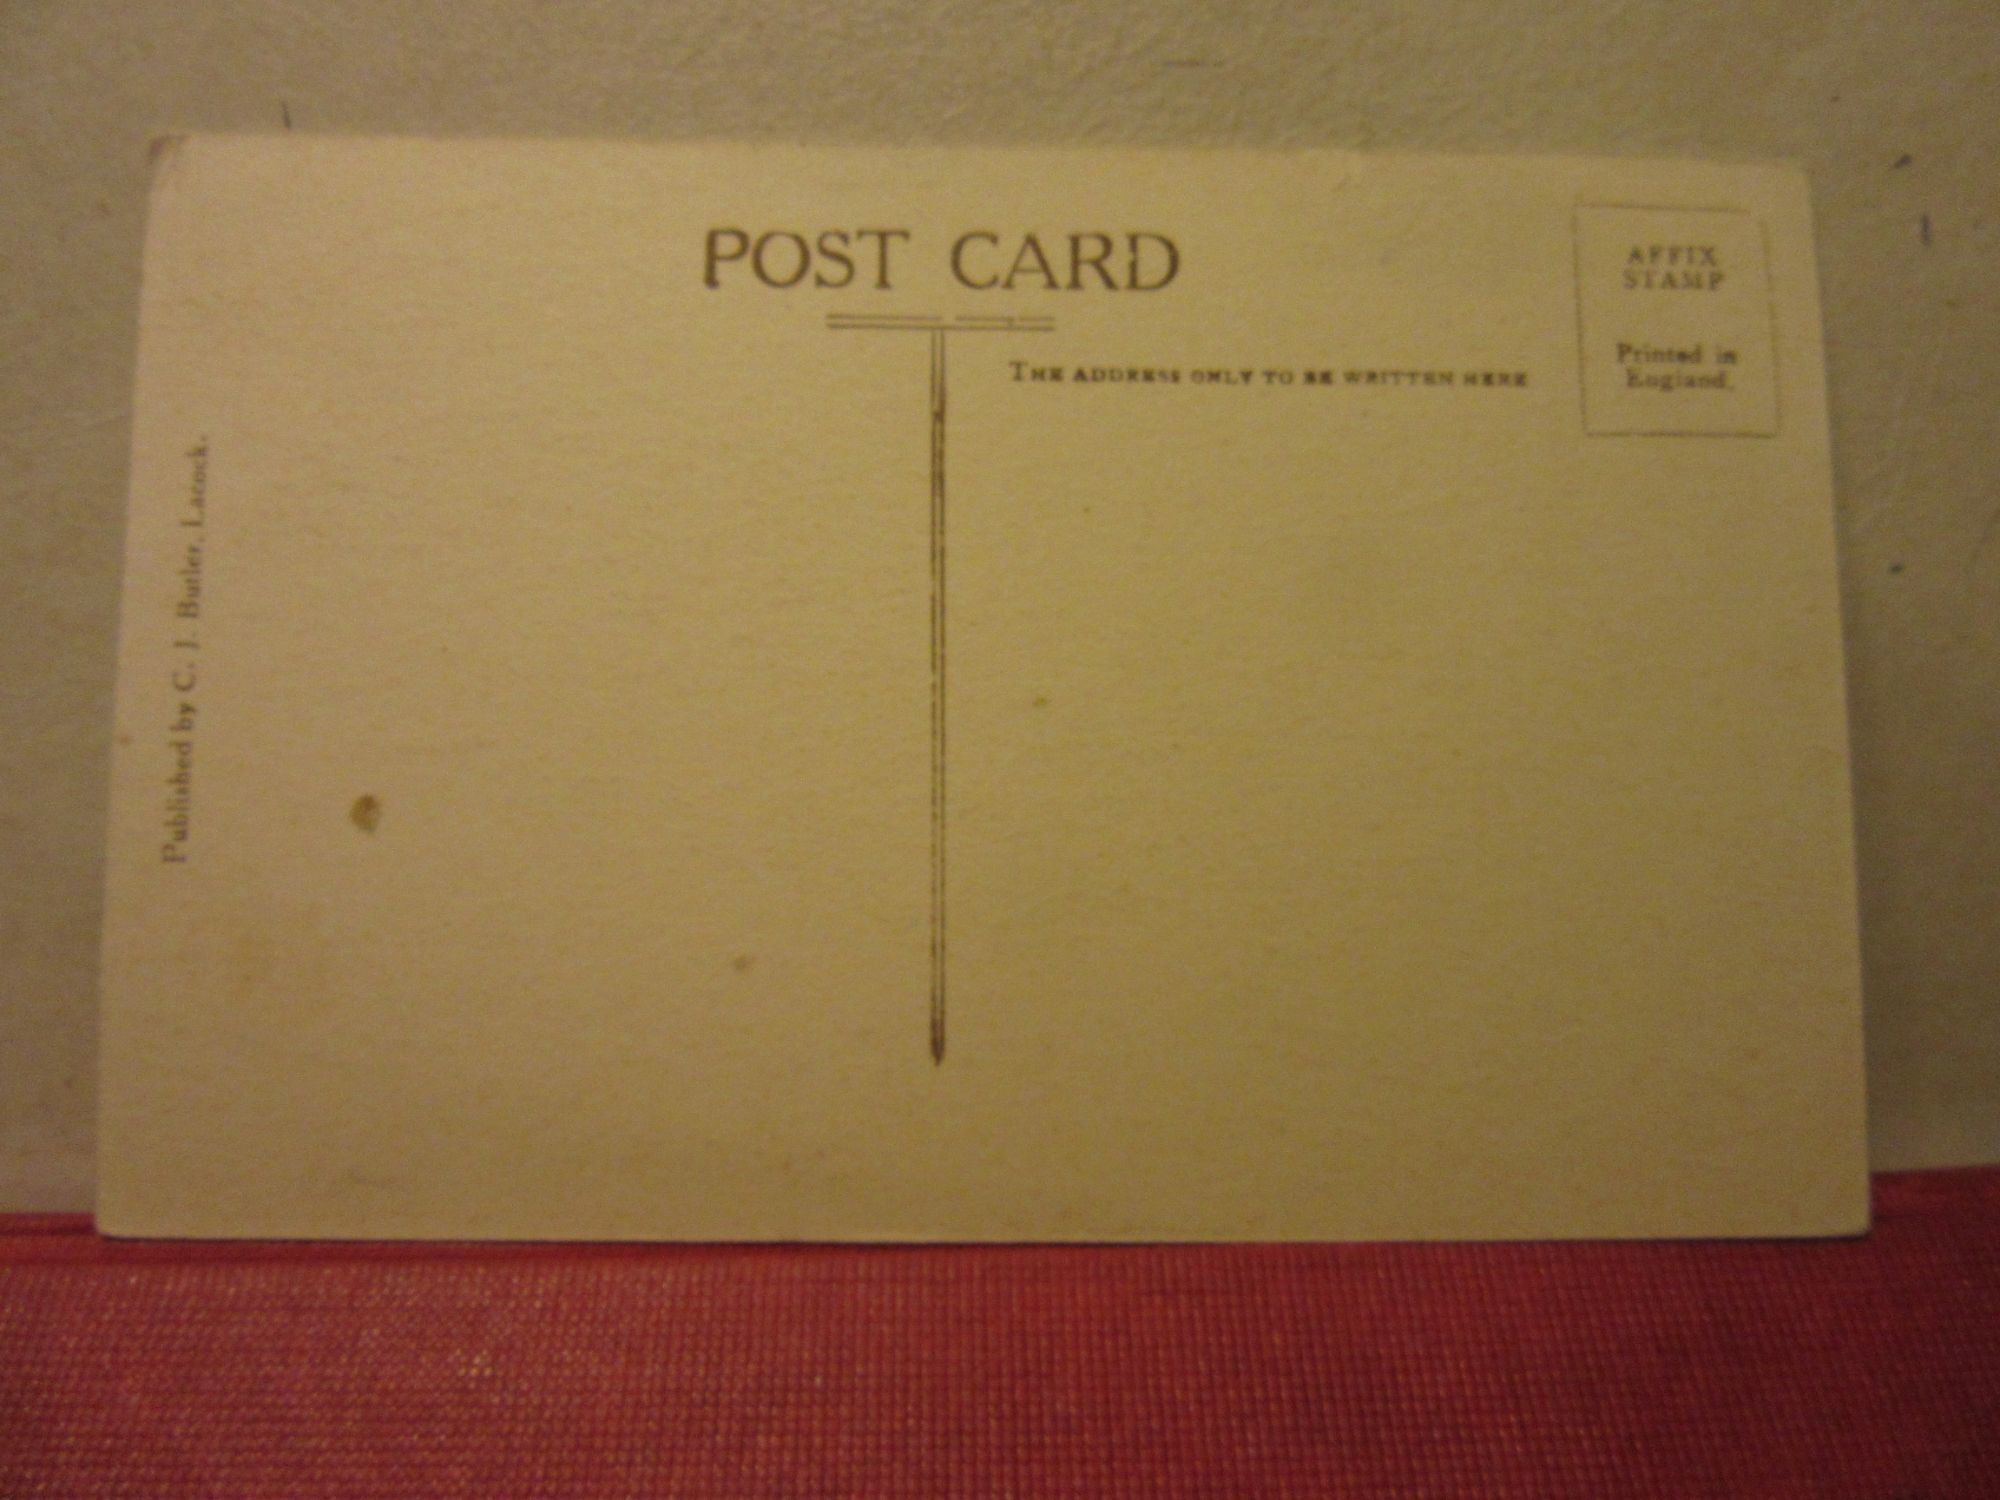 POST CARD
AFFIX
STAMP
Printed in
England.
THE ADDRESS ONLY TO BE WRITTEN HERE
Published by C. J. Butler, Lacock.